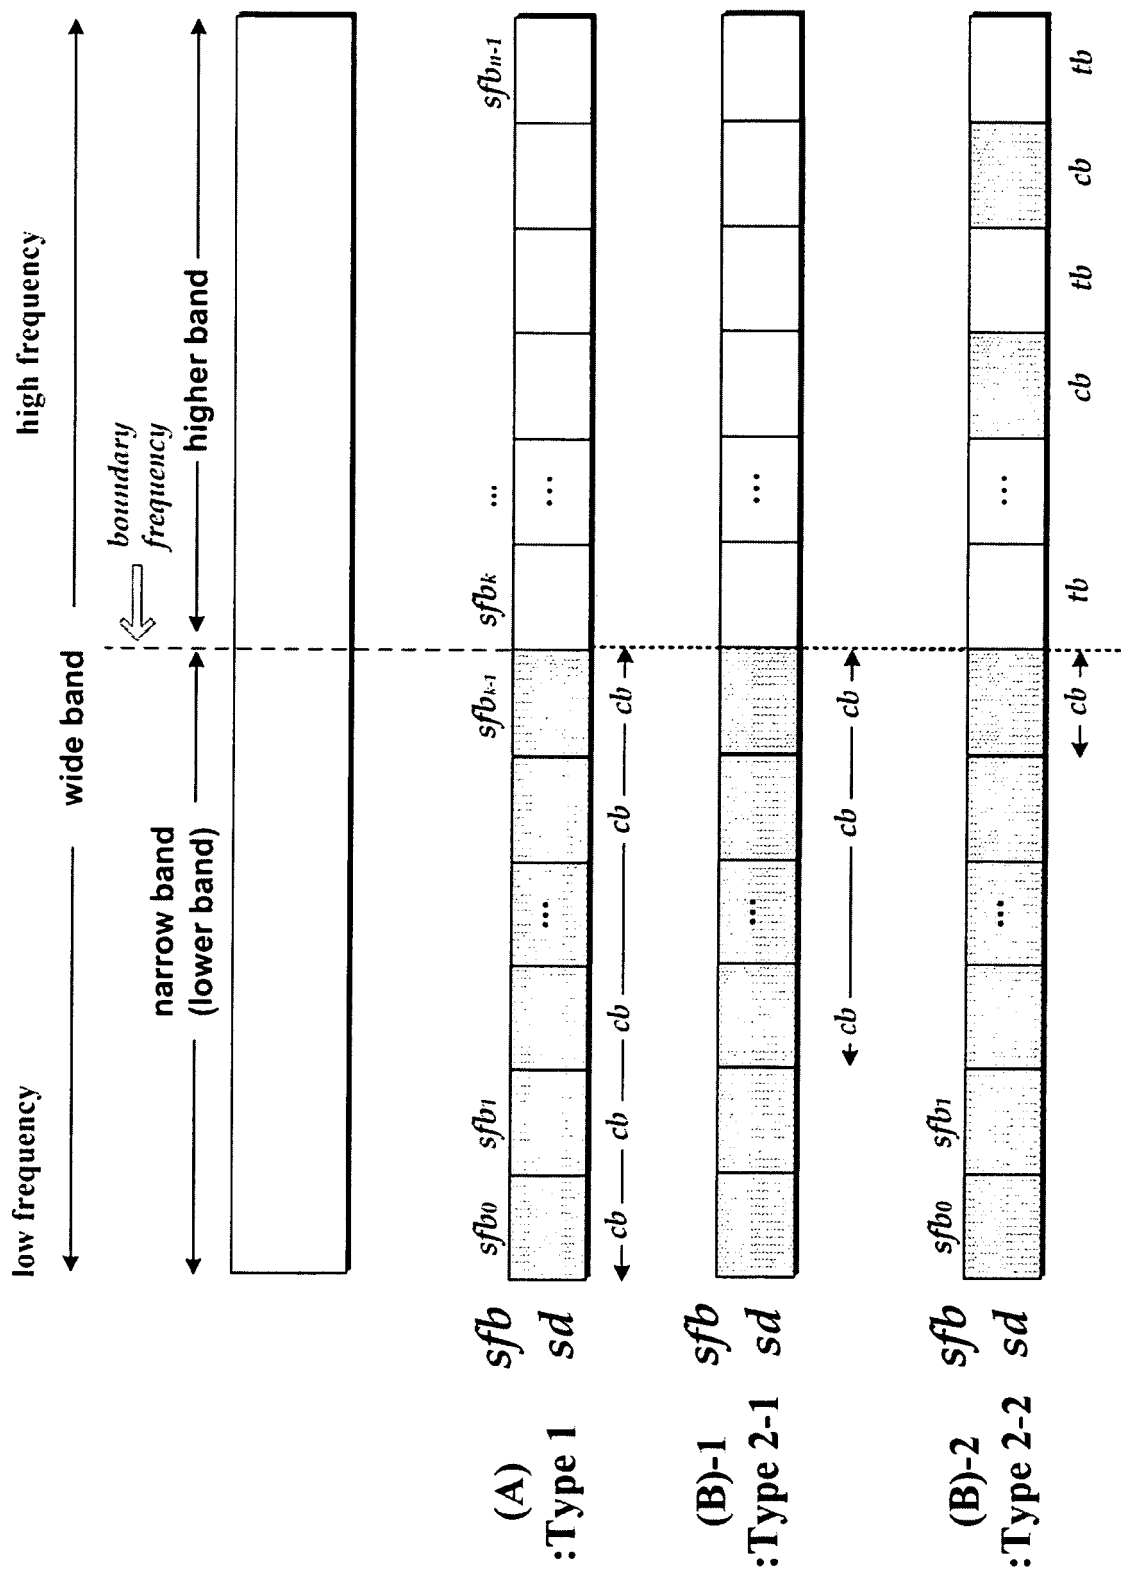 low frequency
high frequency
wide band
boundary
frequency
narrow band
(lower band)
higher band
sfb0 sfb1 sfbk-1 sfbk ... sfbn-1
(A) sfb
::Type 1 sd
... ...
cb cb cb cb cb
(B)-1 sfb
::Type 2-1 sd
... ...
cb cb cb
sfb0 sfb1
(B)-2 sfb
::Type 2-2 sd
... ...
cb tb cb tb cb tb